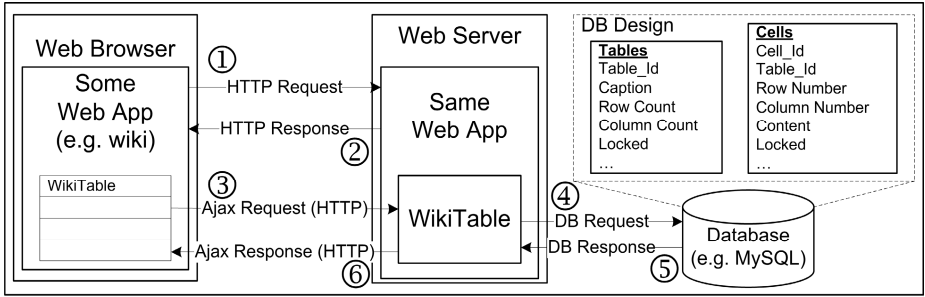 Web Browser
Some
Web App
(e.g. wiki)
WikiTable
①
HTTP Request
HTTP Response
②
③
Ajax Request (HTTP)
Ajax Response (HTTP)
⑥
Web Server
Same
Web App
WikiTable
④
DB Request
DB Response
⑤
DB Design
Tables
Table_Id
Caption
Row Count
Column Count
Locked
...
Cells
Cell_Id
Table_Id
Row Number
Column Number
Content
Locked
...
Database
(e.g. MySQL)